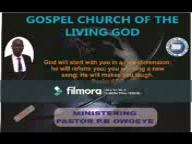 GOSPEL CHURCH OF THE
LIVING GOD
God will start with you in a new dimension:
he will reform you; you will sing a new
song; He will makes you laugh.
filmora
MINISTERING
PASTOR P.B OWOEYE